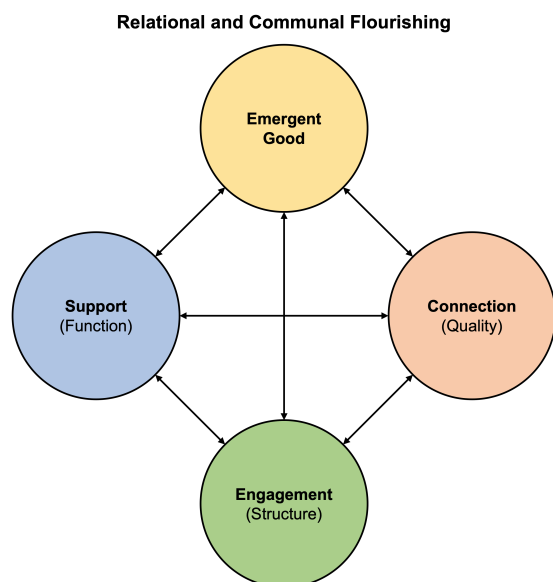 Relational and Communal Flourishing
Emergent
Good
Support
(Function)
Connection
(Quality)
Engagement
(Structure)